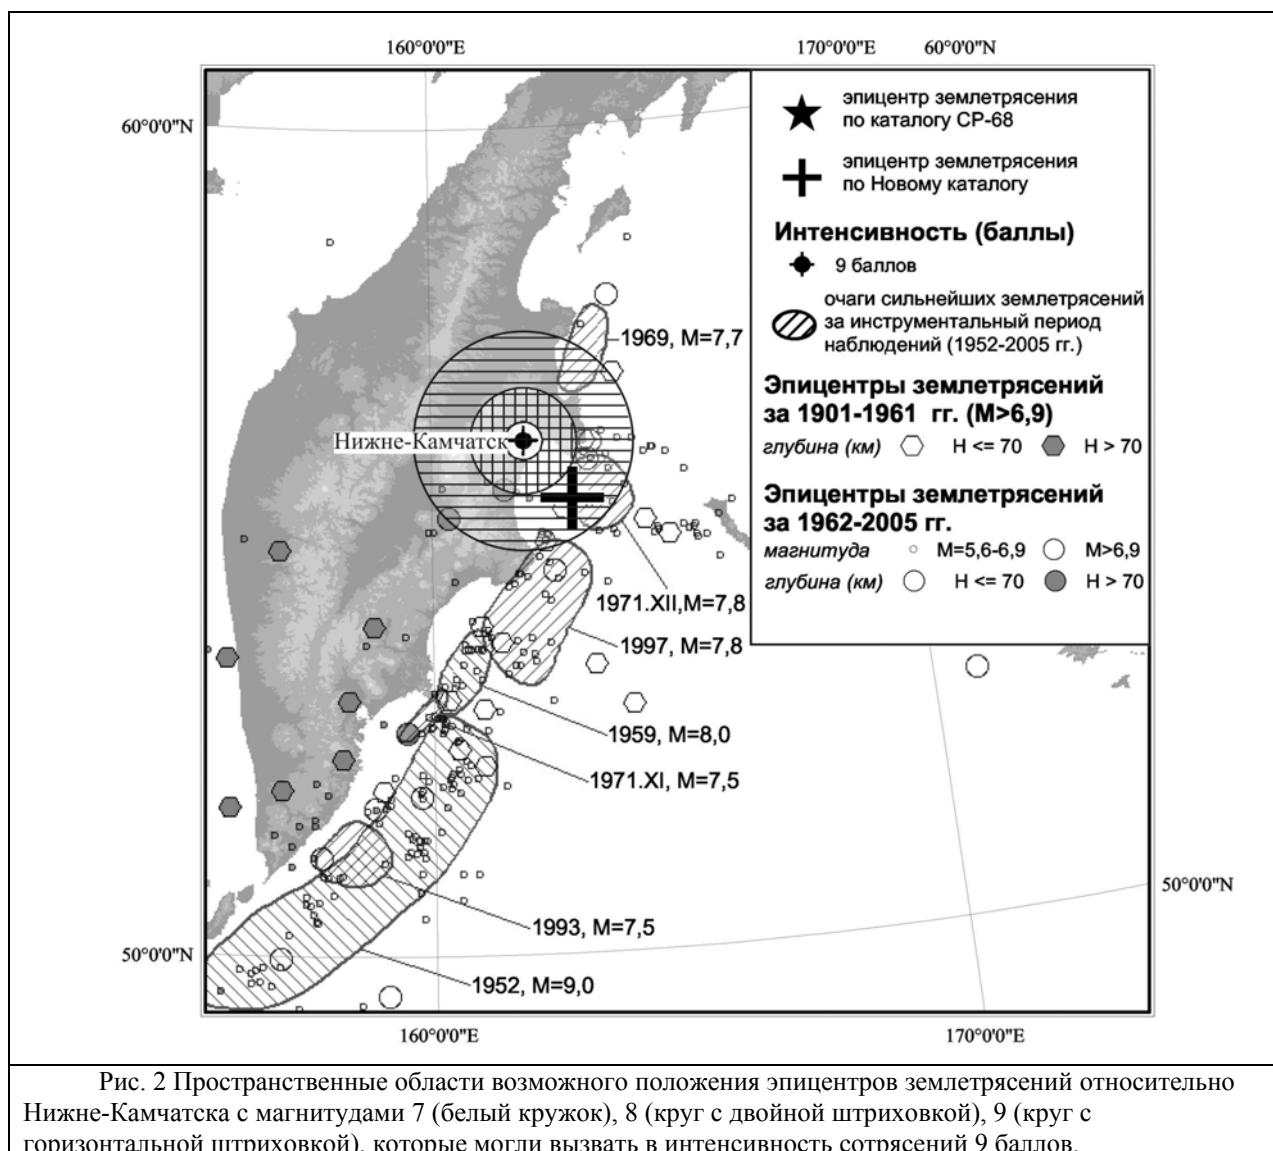 160°0'0"E 170°0'0"E 60°0'0"N
60°0'0"N
эпицентр землетрясения
по каталогу СР-68
эпицентр землетрясения
по Новому каталогу
Интенсивность (баллы)
9 баллов
очаги сильнейших землетрясений
за инструментальный период
наблюдений (1952-2005 гг.)
Эпицентры землетрясений
за 1901-1961 гг. (М>6,9)
глубина (км) H <= 70 H > 70
Эпицентры землетрясений
за 1962-2005 гг.
магнитуда М=5,6-6,9 М>6,9
глубина (км) H <= 70 H > 70
1969, М=7,7
Нижне-Камчатск
1971.XII,М=7,8
1997, М=7,8
1959, М=8,0
1971.XI, М=7,5
1993, М=7,5
1952, М=9,0
50°0'0"N
50°0'0"N
160°0'0"E 170°0'0"E
Рис. 2 Пространственные области возможного положения эпицентров землетрясений относительно
Нижне-Камчатска с магнитудами 7 (белый кружок), 8 (круг с двойной штриховкой), 9 (круг с
горизонтальной штриховкой), которые могли вызвать в интенсивность сотрясений 9 баллов.